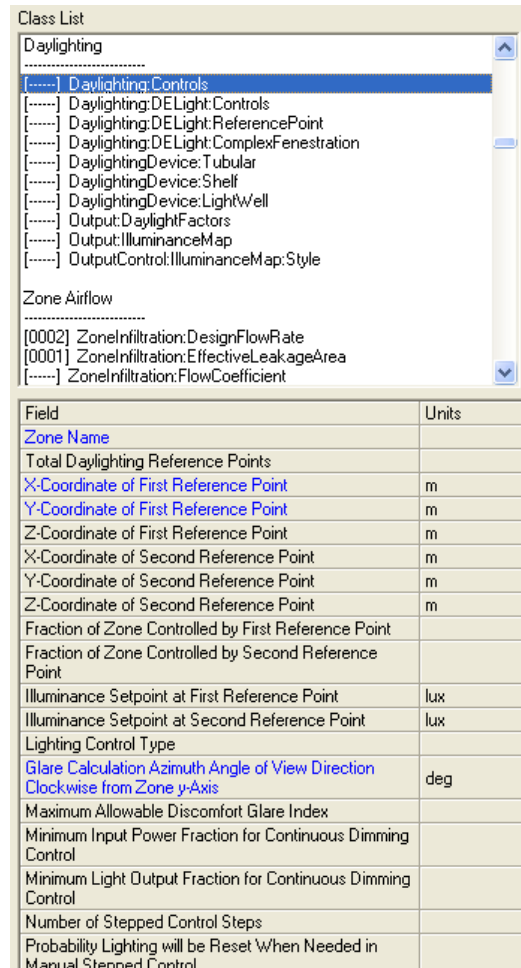 Class List
Daylighting
---------------------------
[------] Daylighting:Controls
[------] Daylighting:DELight:Controls
[------] Daylighting:DELight:ReferencePoint
[------] Daylighting:DELight:ComplexFenestration
[------] DaylightingDevice:Tubular
[------] DaylightingDevice:Shelf
[------] DaylightingDevice:LightWell
[------] Output:DaylightFactors
[------] Output:IlluminanceMap
[------] OutputControl:IlluminanceMap:Style
Zone Airflow
---------------------------
[0002] ZoneInfiltration:DesignFlowRate
[0001] ZoneInfiltration:EffectiveLeakageArea
[------] ZoneInfiltration:FlowCoefficient
Field Units
Zone Name
Total Daylighting Reference Points
X-Coordinate of First Reference Point m
Y-Coordinate of First Reference Point m
Z-Coordinate of First Reference Point m
X-Coordinate of Second Reference Point m
Y-Coordinate of Second Reference Point m
Z-Coordinate of Second Reference Point m
Fraction of Zone Controlled by First Reference Point
Fraction of Zone Controlled by Second Reference
Point
Illuminance Setpoint at First Reference Point lux
Illuminance Setpoint at Second Reference Point lux
Lighting Control Type
Glare Calculation Azimuth Angle of View Direction
Clockwise from Zone y-Axis deg
Maximum Allowable Discomfort Glare Index
Minimum Input Power Fraction for Continuous Dimming
Control
Minimum Light Output Fraction for Continuous Dimming
Control
Number of Stepped Control Steps
Probability Lighting will be Reset When Needed in
Manual Stepped Control